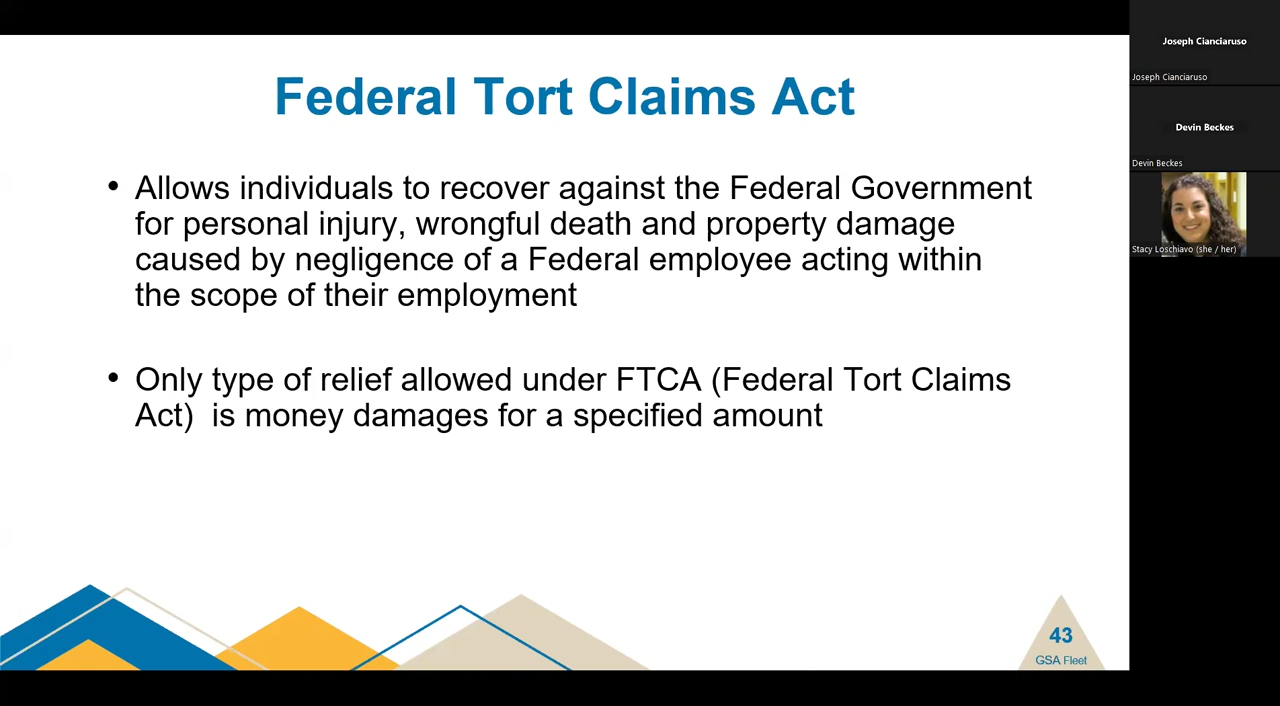 Federal Tort Claims Act
• Allows individuals to recover against the Federal Government
for personal injury, wrongful death and property damage
caused by negligence of a Federal employee acting within
the scope of their employment
• Only type of relief allowed under FTCA (Federal Tort Claims
Act)  is money damages for a specified amount
43
GSA Fleet
Joseph Cianciaruso
Joseph Cianciaruso
Devin Beckes
Devin Beckes
Stacy Loschiavo (she / her)